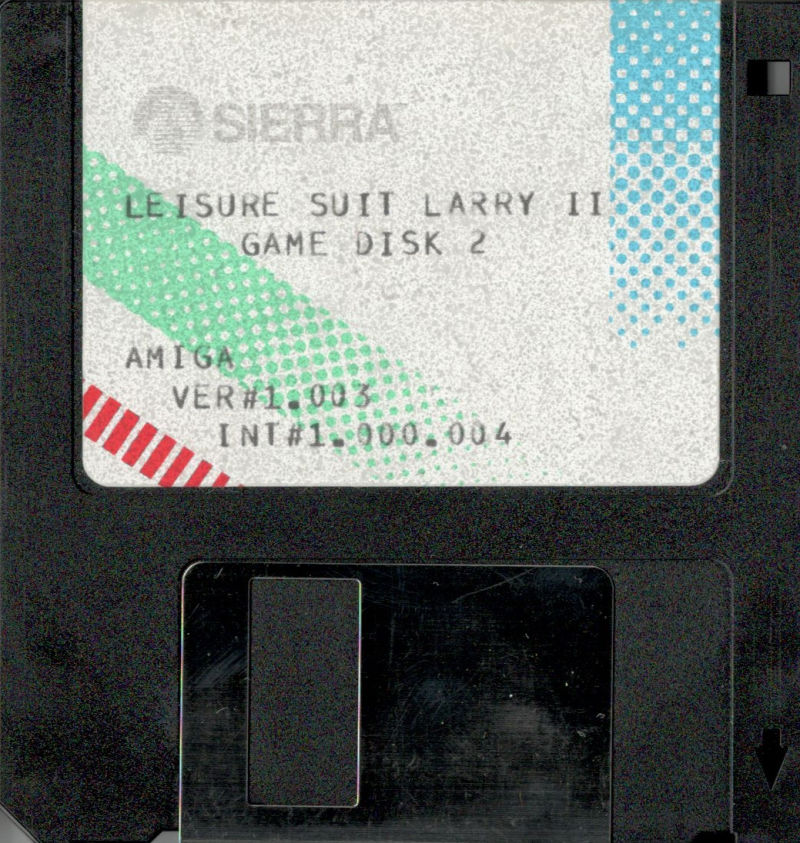 SIERRA
LEISURE SUIT LARRY II
GAME DISK 2
AMIGA
VER#1.003
INT#1.000.004